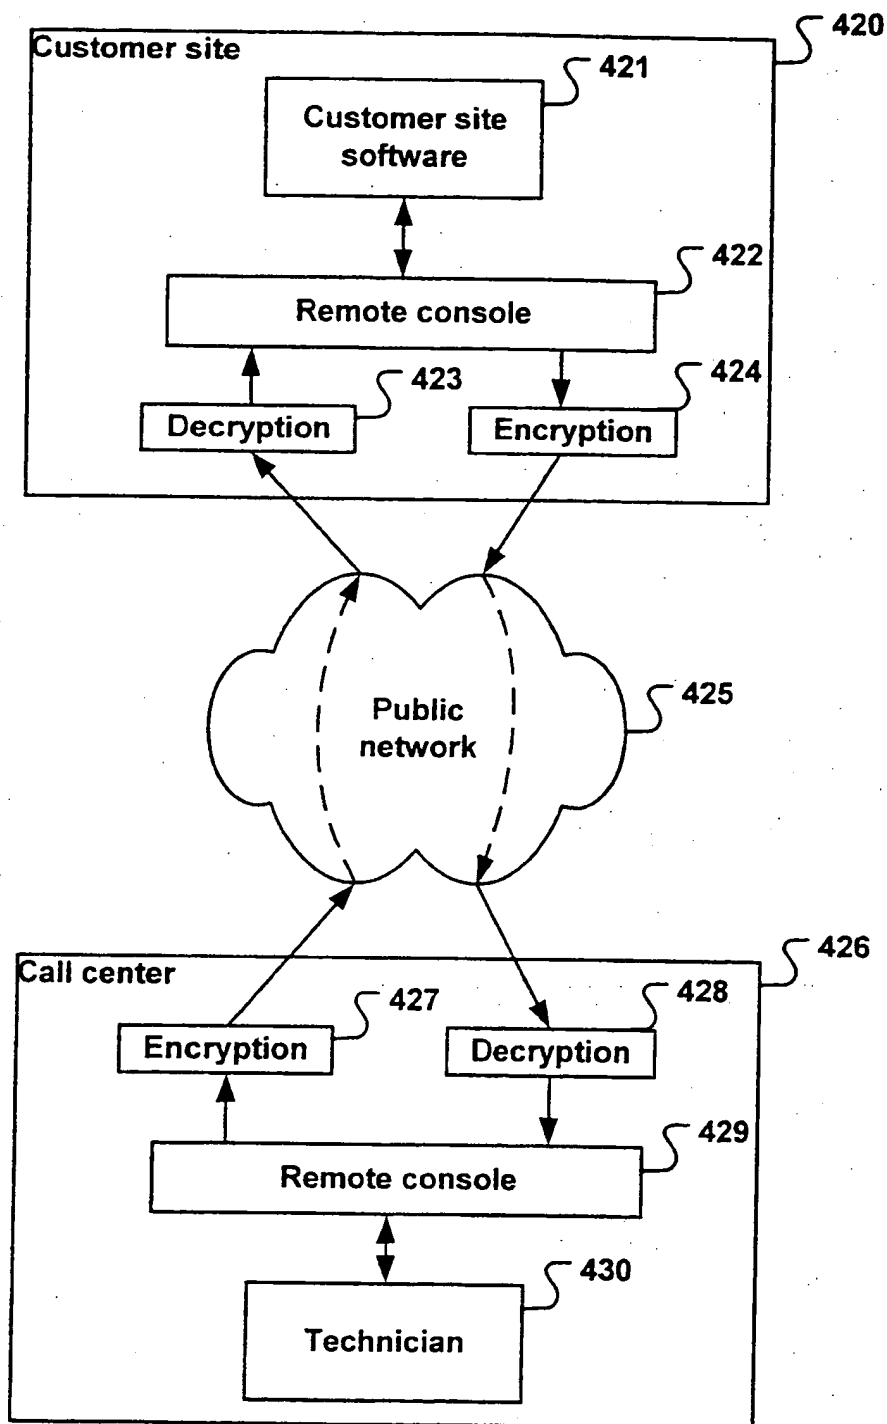 420
Customer site
421
Customer site
software
422
Remote console
423
424
Decryption
Encryption
425
Public
network
426
Call center
427
428
Encryption
Decryption
429
Remote console
430
Technician